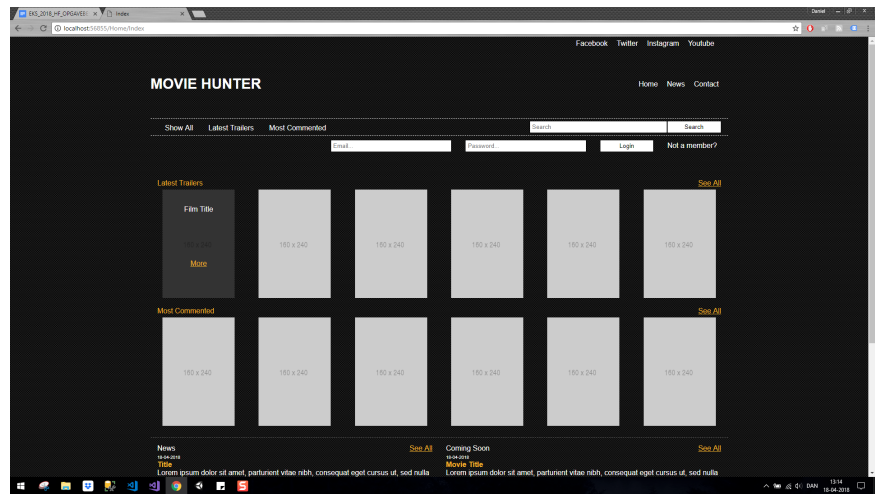 EKS_2018_HF_OPGAVEE Index Daniel
localhost:56855/Home/Index
Facebook Twitter Instagram Youtube
MOVIE HUNTER
Home News Contact
Show All Latest Trailers Most Commented Search Search
Email... Password... Login Not a member?
Latest Trailers See All
Film Title
180 x 240 180 x 240 180 x 240 180 x 240 180 x 240 180 x 240
More
Most Commented See All
180 x 240 180 x 240 180 x 240 180 x 240 180 x 240 180 x 240
News See All Coming Soon See All
18-04-2018 18-04-2018
Title Movie Title
Lorem ipsum dolor sit amet, parturient vitae nibh, consequat eget cursus ut, sed nulla Lorem ipsum dolor sit amet, parturient vitae nibh, consequat eget cursus ut, sed nulla
DAN 13:14
18-04-2018